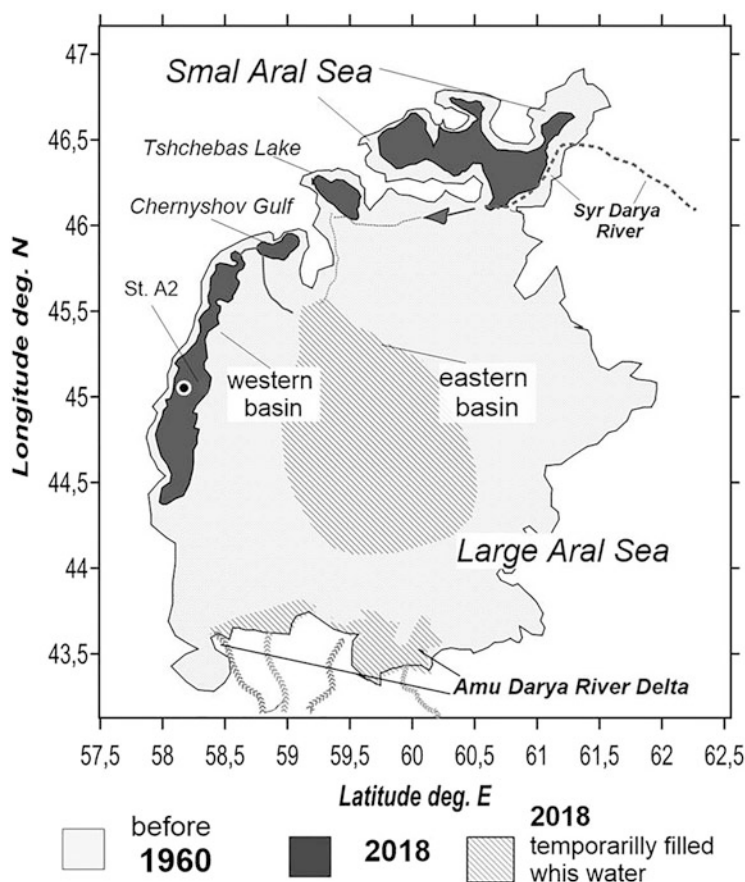 47
46,5
46
45,5
45
44,5
44
43,5
Longitude deg. N
Smal Aral Sea
Tshchebas Lake
Chernyshov Gulf
St. A2
Syr Darya
River
western
basin
eastern
basin
Large Aral Sea
Amu Darya River Delta
57,5 58 58,5 59 59,5 60 60,5 61 61,5 62 62,5
Latitude deg. E
before
1960
2018
2018
temporarilly filled
whis water